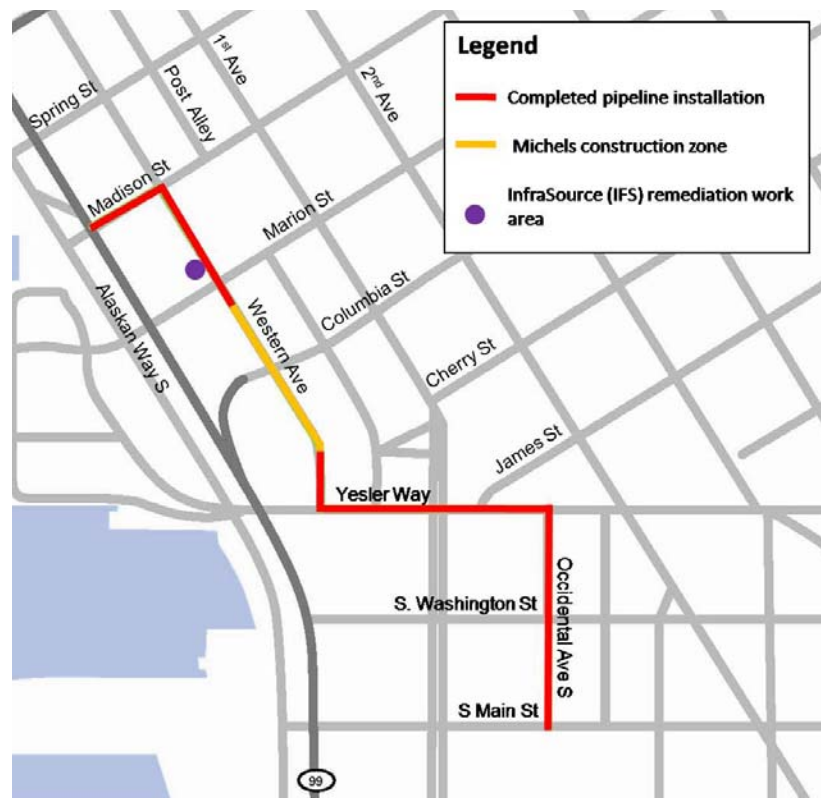 Legend
Completed pipeline installation
Michels construction zone
InfraSource (IFS) remediation work
area
1st Ave
Post Alley
2nd Ave
Spring St
Madison St
Marion St
Alaskan Way S
Western Ave
Columbia St
Cherry St
James St
Yesler Way
Occidental Ave S
S. Washington St
S Main St
99